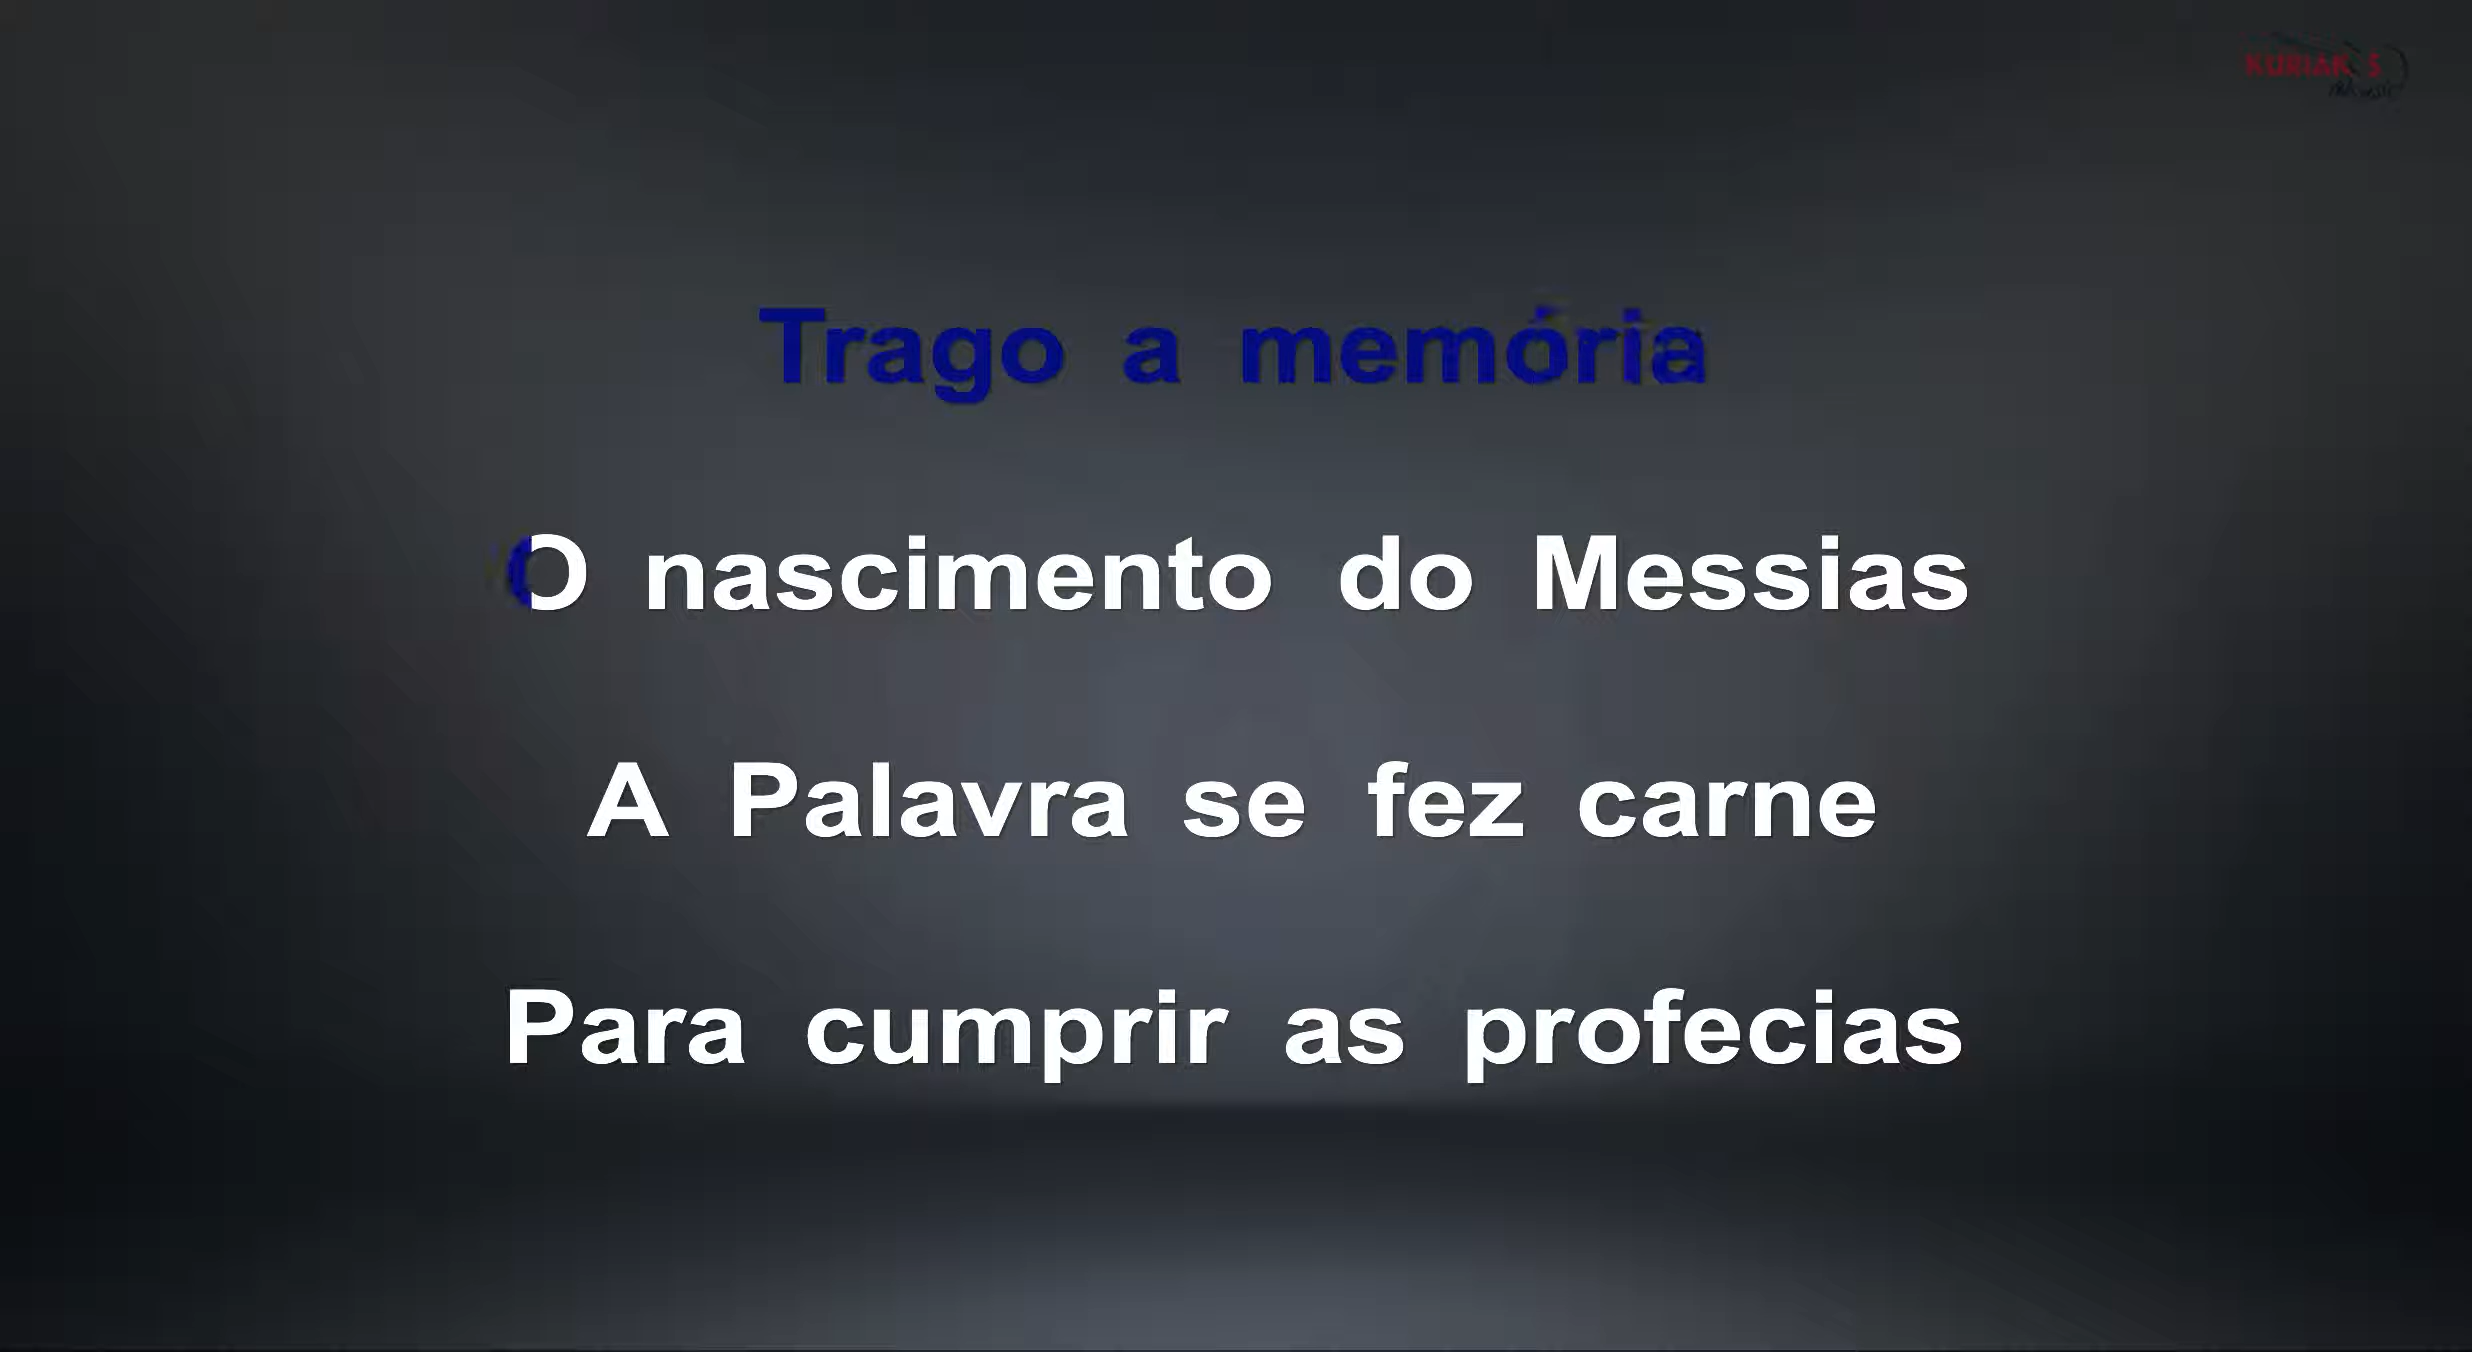 Trago a memória
O nascimento do Messias
A Palavra se fez carne
Para cumprir as profecias